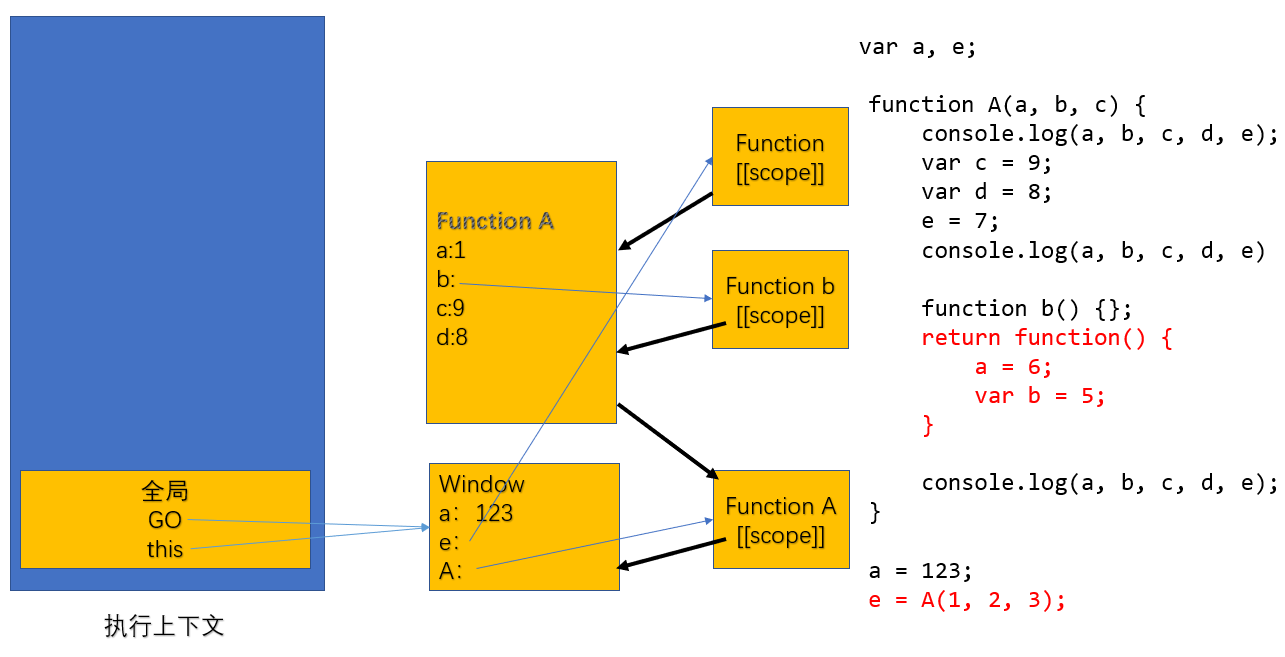 全局
GO
this
执行上下文
Function A
a:1
b:
c:9
d:8
Window
a： 123
e：
A：
Function
[[scope]]
Function b
[[scope]]
Function A
[[scope]]
var a, e;
function A(a, b, c) {
console.log(a, b, c, d, e);
var c = 9;
var d = 8;
e = 7;
console.log(a, b, c, d, e)
function b() {};
return function() {
a = 6;
var b = 5;
}
console.log(a, b, c, d, e);
}
a = 123;
e = A(1, 2, 3);